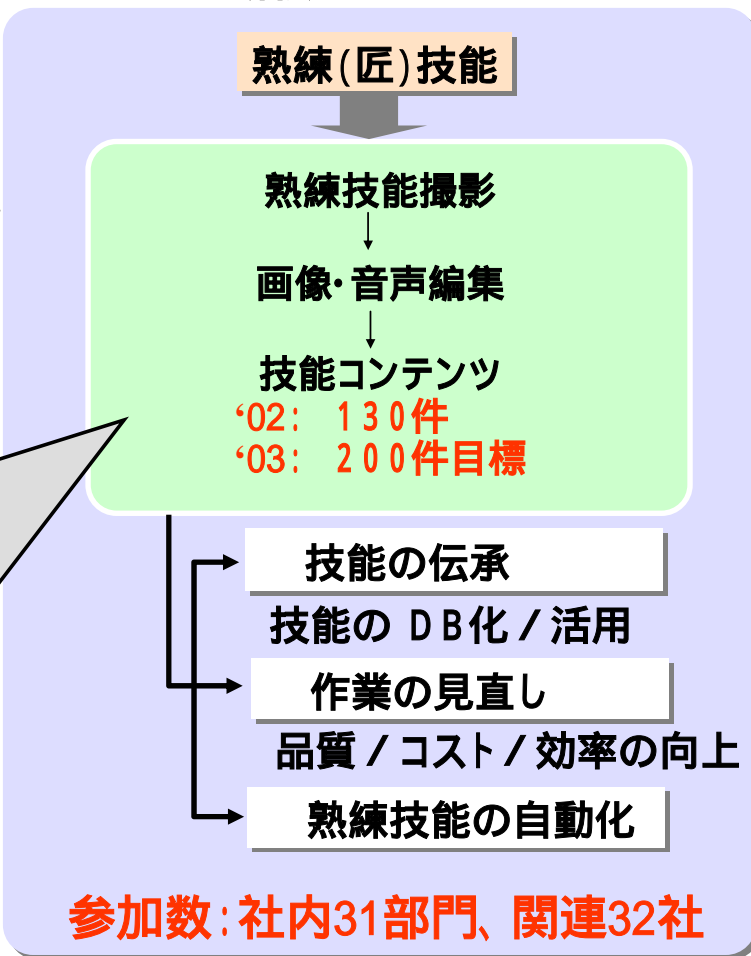 熟練(匠)技能
熟練技能撮影
画像・音声編集
技能コンテンツ
‘02: 130件
‘03: 200件目標
技能の伝承
技能の DB化/活用
作業の見直し
品質/コスト/効率の向上
熟練技能の自動化
参加数:社内31部門、関連32社